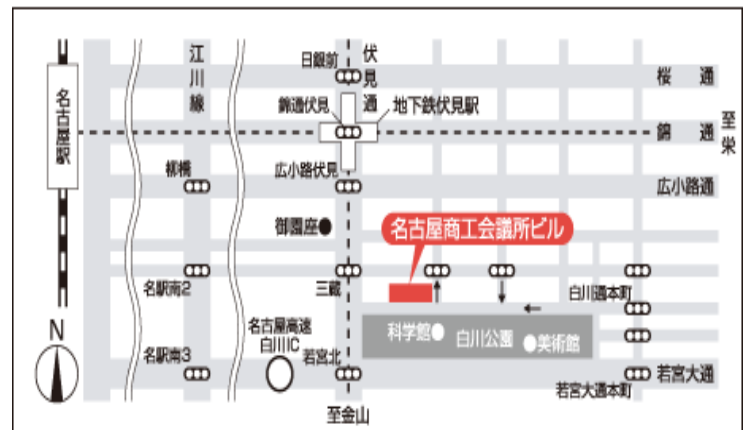 江川線
日銀前
伏見通
桜通
名古屋駅
錦通伏見
地下鉄伏見駅
錦通
至栄
柳橋
広小路伏見
広小路通
御園座
名古屋商工会議所ビル
名駅南2
三蔵
白川通本町
名古屋高速
白川IC
科学館
白川公園
美術館
N
名駅南3
若宮北
若宮大通
若宮大通本町
至金山